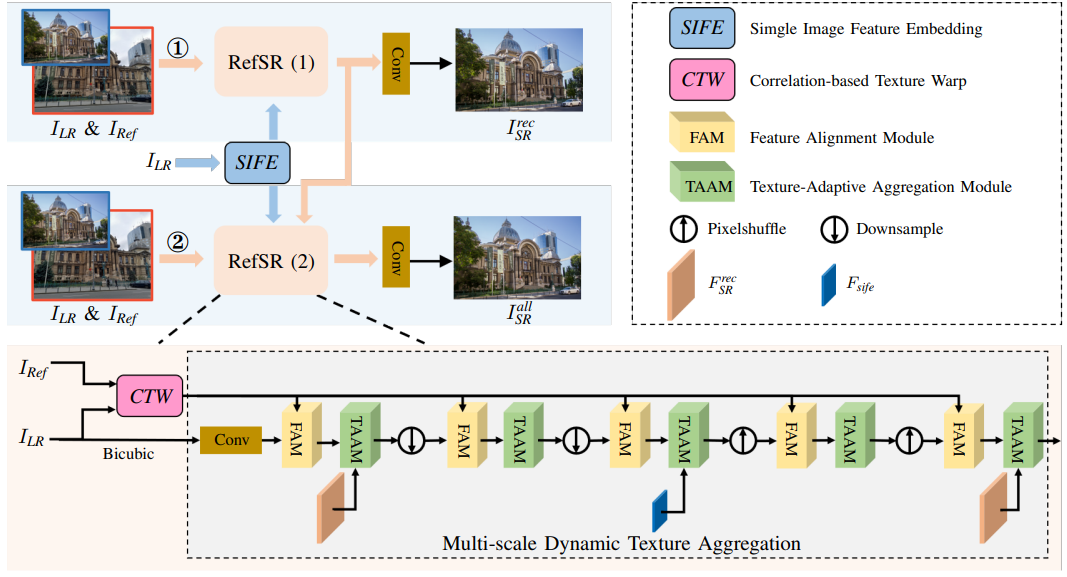 ①
RefSR (1)
Conv
I_{LR} & I_{Ref}
I_{SR}^{rec}
I_{LR}
SIFE
②
RefSR (2)
Conv
I_{LR} & I_{Ref}
I_{SR}^{all}
SIFE Simgle Image Feature Embedding
CTW Correlation-based Texture Warp
FAM Feature Alignment Module
TAAM Texture-Adaptive Aggregation Module
Pixelshuffle Downsample
F_{SR}^{rec} F_{sife}
I_{Ref}
CTW
I_{LR}
Bicubic
Conv
FAM
TAAM
FAM
TAAM
FAM
TAAM
FAM
TAAM
FAM
TAAM
Multi-scale Dynamic Texture Aggregation